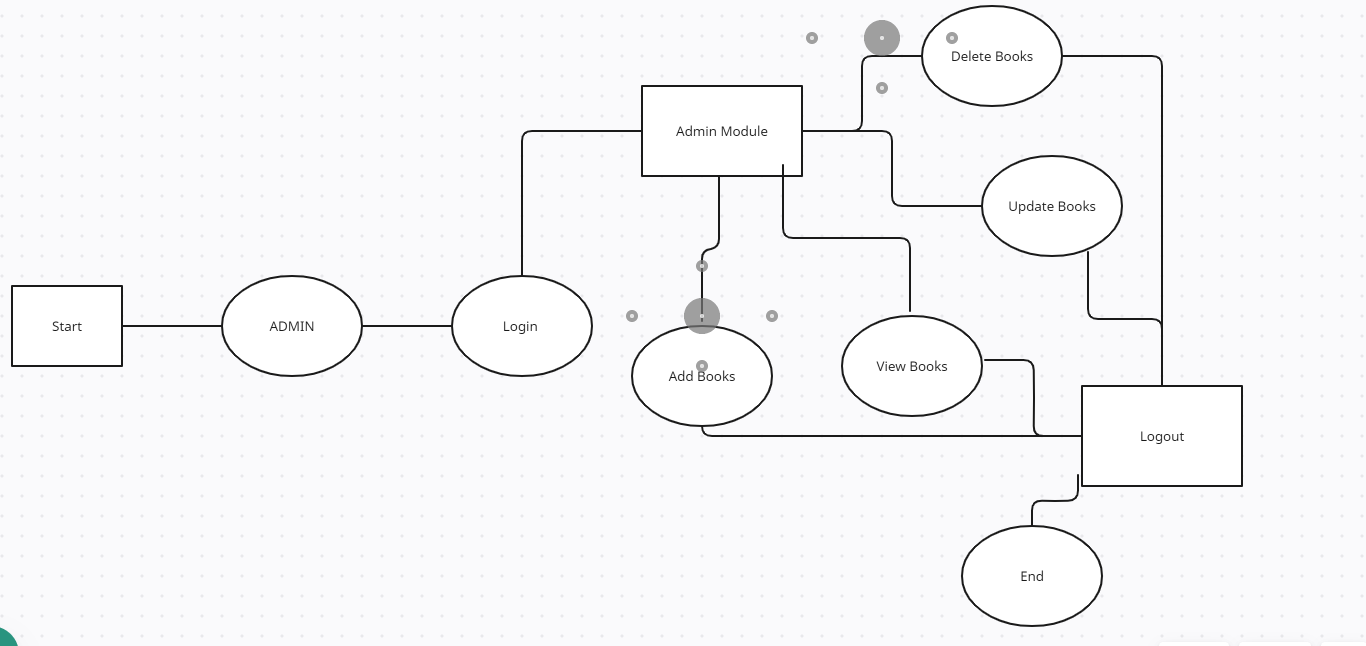 Delete Books
Admin Module
Update Books
Start
ADMIN
Login
Add Books
View Books
Logout
End